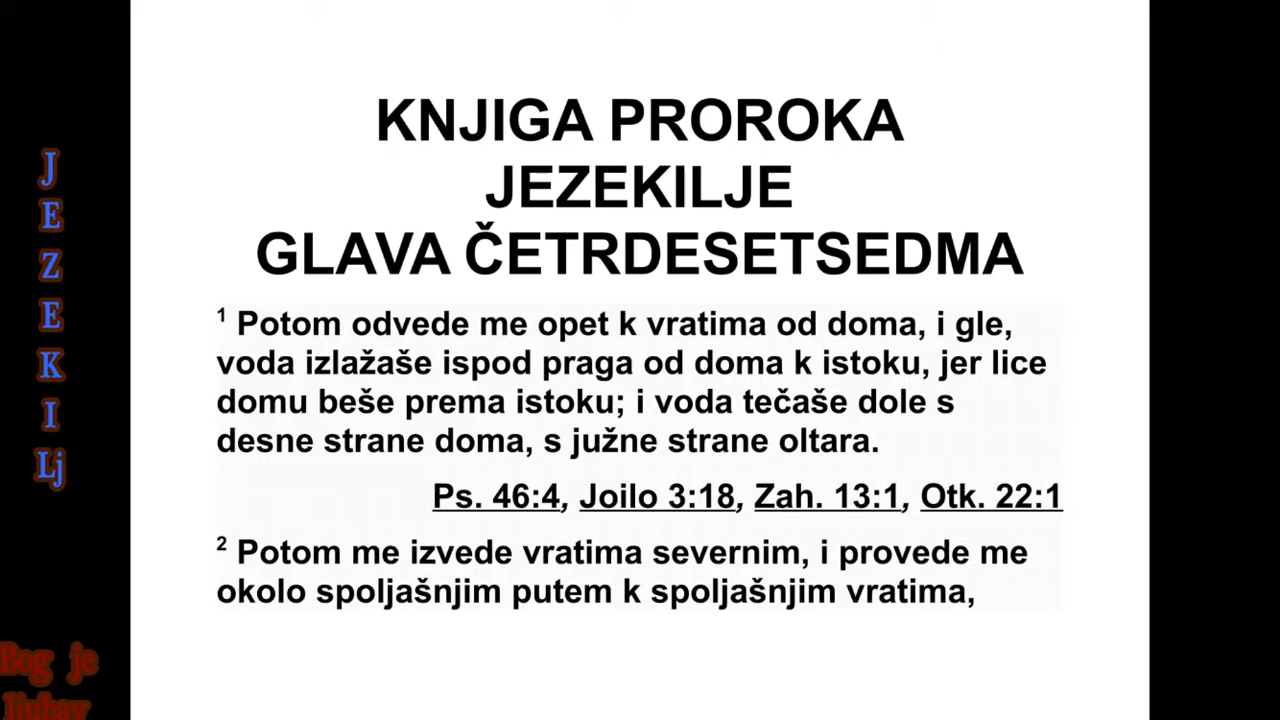 KNJIGA PROROKA
JEZEKILJE
GLAVA ČETRDESETSEDMA
1 Potom odvede me opet k vratima od doma, i gle,
voda izlažaše ispod praga od doma k istoku, jer lice
domu beše prema istoku; i voda tečaše dole s
desne strane doma, s južne strane oltara.
Ps. 46:4, Joilo 3:18, Zah. 13:1, Otk. 22:1
2 Potom me izvede vratima severnim, i provede me
okolo spoljašnjim putem k spoljašnjim vratima,
J
E
Z
E
K
I
Lj
Bog je
ljubav